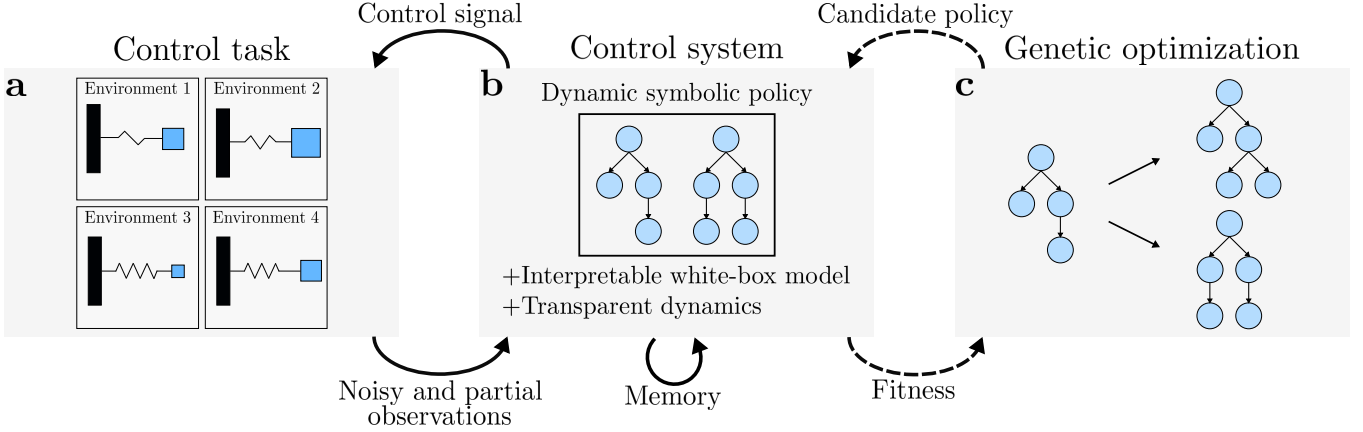 Control signal
Candidate policy
Control task
Control system
Genetic optimization
a
Environment 1
Environment 2
Environment 3
Environment 4
b
Dynamic symbolic policy
+Interpretable white-box model
+Transparent dynamics
c
Noisy and partial
observations
Memory
Fitness